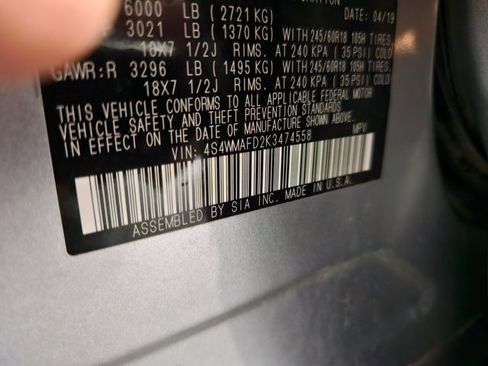 6000 LB (2721 KG) DATE: 04/19
3021 LB (1370 KG) WITH 245/60R18 105H TIRES,
18X7 1/2J RIMS, AT 240 KPA (35 PSI) COLD
GAWR:R 3296 LB (1495 KG) WITH 245/60R18 105H TIRES,
18X7 1/2J RIMS, AT 240 KPA (35 PSI) COLD
THIS VEHICLE CONFORMS TO ALL APPLICABLE FEDERAL MOTOR
VEHICLE SAFETY AND THEFT PREVENTION STANDARDS
IN EFFECT ON THE DATE OF MANUFACTURE SHOWN ABOVE.
VIN: 4S4WMAFD2K3474558 MPV
ASSEMBLED BY SIA INC. MADE IN U.S.A.